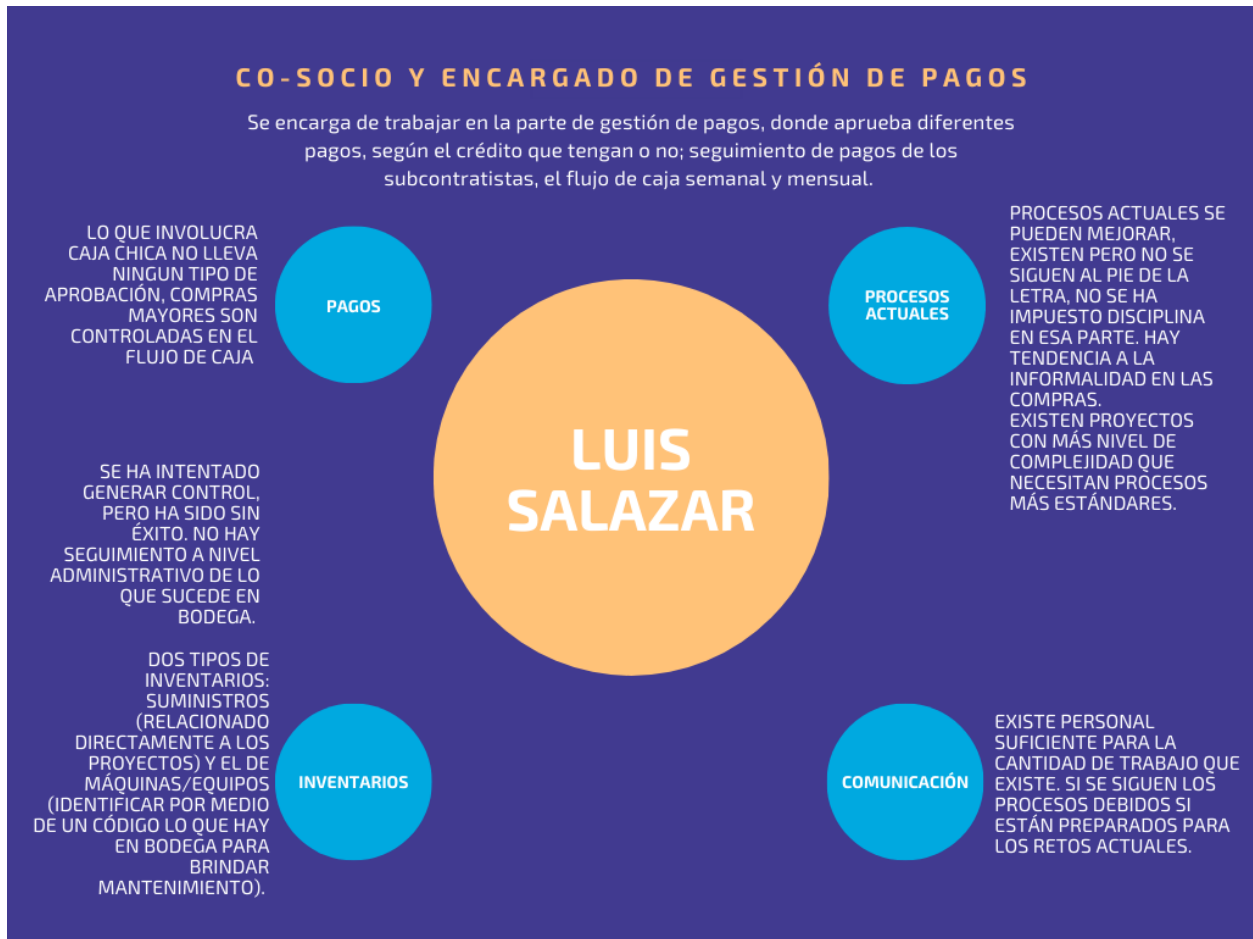 CO-SOCIO Y ENCARGADO DE GESTIÓN DE PAGOS
Se encarga de trabajar en la parte de gestión de pagos, donde aprueba diferentes
pagos, según el crédito que tengan o no; seguimiento de pagos de los
subcontratistas, el flujo de caja semanal y mensual.
LO QUE INVOLUCRA
CAJA CHICA NO LLEVA
NINGUN TIPO DE
APROBACIÓN, COMPRAS
MAYORES SON
CONTROLADAS EN EL
FLUJO DE CAJA
PAGOS
PROCESOS
ACTUALES
PROCESOS ACTUALES SE
PUEDEN MEJORAR,
EXISTEN PERO NO SE
SIGUEN AL PIE DE LA
LETRA, NO SE HA
IMPUESTO DISCIPLINA
EN ESA PARTE. HAY
TENDENCIA A LA
INFORMALIDAD EN LAS
COMPRAS.
EXISTEN PROYECTOS
CON MÁS NIVEL DE
COMPLEJIDAD QUE
NECESITAN PROCESOS
MÁS ESTÁNDARES.
LUIS
SALAZAR
SE HA INTENTADO
GENERAR CONTROL,
PERO HA SIDO SIN
ÉXITO. NO HAY
SEGUIMIENTO A NIVEL
ADMINISTRATIVO DE LO
QUE SUCEDE EN
BODEGA.
DOS TIPOS DE
INVENTARIOS:
SUMINISTROS
(RELACIONADO
DIRECTAMENTE A LOS
PROYECTOS) Y EL DE
MÁQUINAS/EQUIPOS
(IDENTIFICAR POR MEDIO
DE UN CÓDIGO LO QUE HAY
EN BODEGA PARA
BRINDAR
MANTENIMIENTO).
INVENTARIOS
COMUNICACIÓN
EXISTE PERSONAL
SUFICIENTE PARA LA
CANTIDAD DE TRABAJO QUE
EXISTE. SI SE SIGUEN LOS
PROCESOS DEBIDOS SI
ESTÁN PREPARADOS PARA
LOS RETOS ACTUALES.